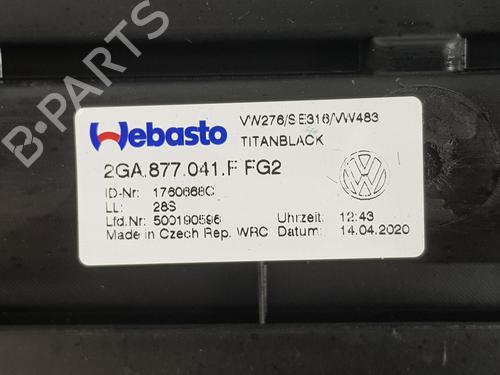 B-PARTS
Webasto
VW276/SE316/VW483
TITANBLACK
2GA.877.041.F FG2
ID-Nr: 1760668C
LL: 28S
Lfd.Nr: 500190596 Uhrzeit: 12:43
Made in Czech Rep. WRC Datum: 14.04.2020